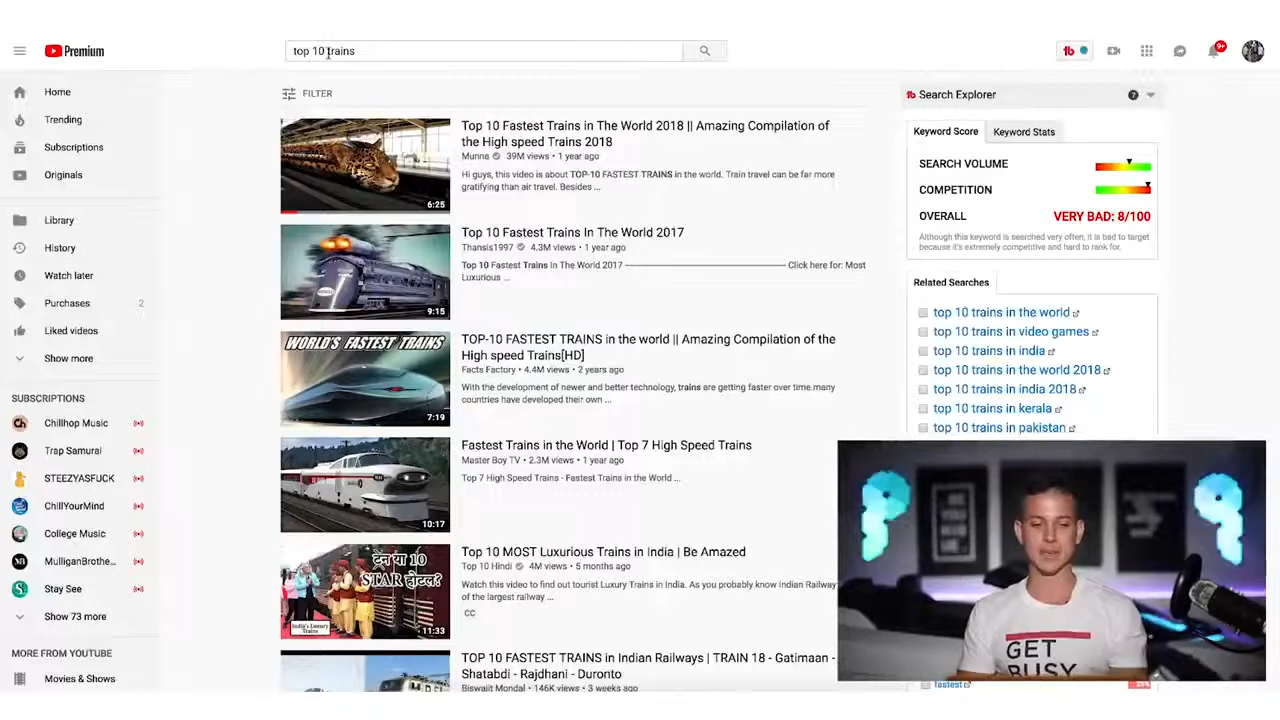 Premium
top 10 trains
9+
Home
Trending
Subscriptions
Originals
Library
History
Watch later
Purchases 2
Liked videos
Show more
SUBSCRIPTIONS
Chillhop Music
Trap Samurai
STEEZYASFUCK
ChillYourMind
College Music
MulliganBrothe...
Stay See
Show 73 more
MORE FROM YOUTUBE
Movies & Shows
FILTER
Top 10 Fastest Trains in The World 2018 || Amazing Compilation of
the High speed Trains 2018
Munna 39M views • 1 year ago
Hi guys, this video is about TOP-10 FASTEST TRAINS in the world. Train travel can be far more
gratifying than air travel. Besides ...
6:25
Top 10 Fastest Trains In The World 2017
Thansis1997 4.3M views • 1 year ago
Top 10 Fastest Trains in The World 2017 ——————————— Click here for: Most
Luxurious ...
9:15
WORLD'S FASTEST TRAINS
TOP-10 FASTEST TRAINS in the world || Amazing Compilation of the
High speed Trains[HD]
Facts Factory • 4.4M views • 2 years ago
With the development of newer and better technology, trains are getting faster over time.many
countries have developed their own ...
7:19
Fastest Trains in the World | Top 7 High Speed Trains
Master Boy TV • 2.3M views • 1 year ago
Top 7 High Speed Trains - Fastest Trains in the World ...
10:17
Top 10 MOST Luxurious Trains in India | Be Amazed
Top 10 Hindi 4M views • 5 months ago
Watch this video to find out tourist Luxury Trains in India. As you probably know Indian Railway
of the largest railway ...
CC
ट्रेन या 10
STAR होटल?
India's Luxury
Trains
11:33
TOP 10 FASTEST TRAINS in Indian Railways | TRAIN 18 - Gatimaan -
Shatabdi - Rajdhani - Duronto
Biswajit Mondal • 146K views • 3 weeks ago
tb Search Explorer
Keyword Score Keyword Stats
SEARCH VOLUME
COMPETITION
OVERALL VERY BAD: 8/100
Although this keyword is searched very often, it is bad to target
because it's extremely competitive and hard to rank for.
Related Searches
top 10 trains in the world
top 10 trains in video games
top 10 trains in india
top 10 trains in the world 2018
top 10 trains in india 2018
top 10 trains in kerala
top 10 trains in pakistan
GET
BUSY
fastest